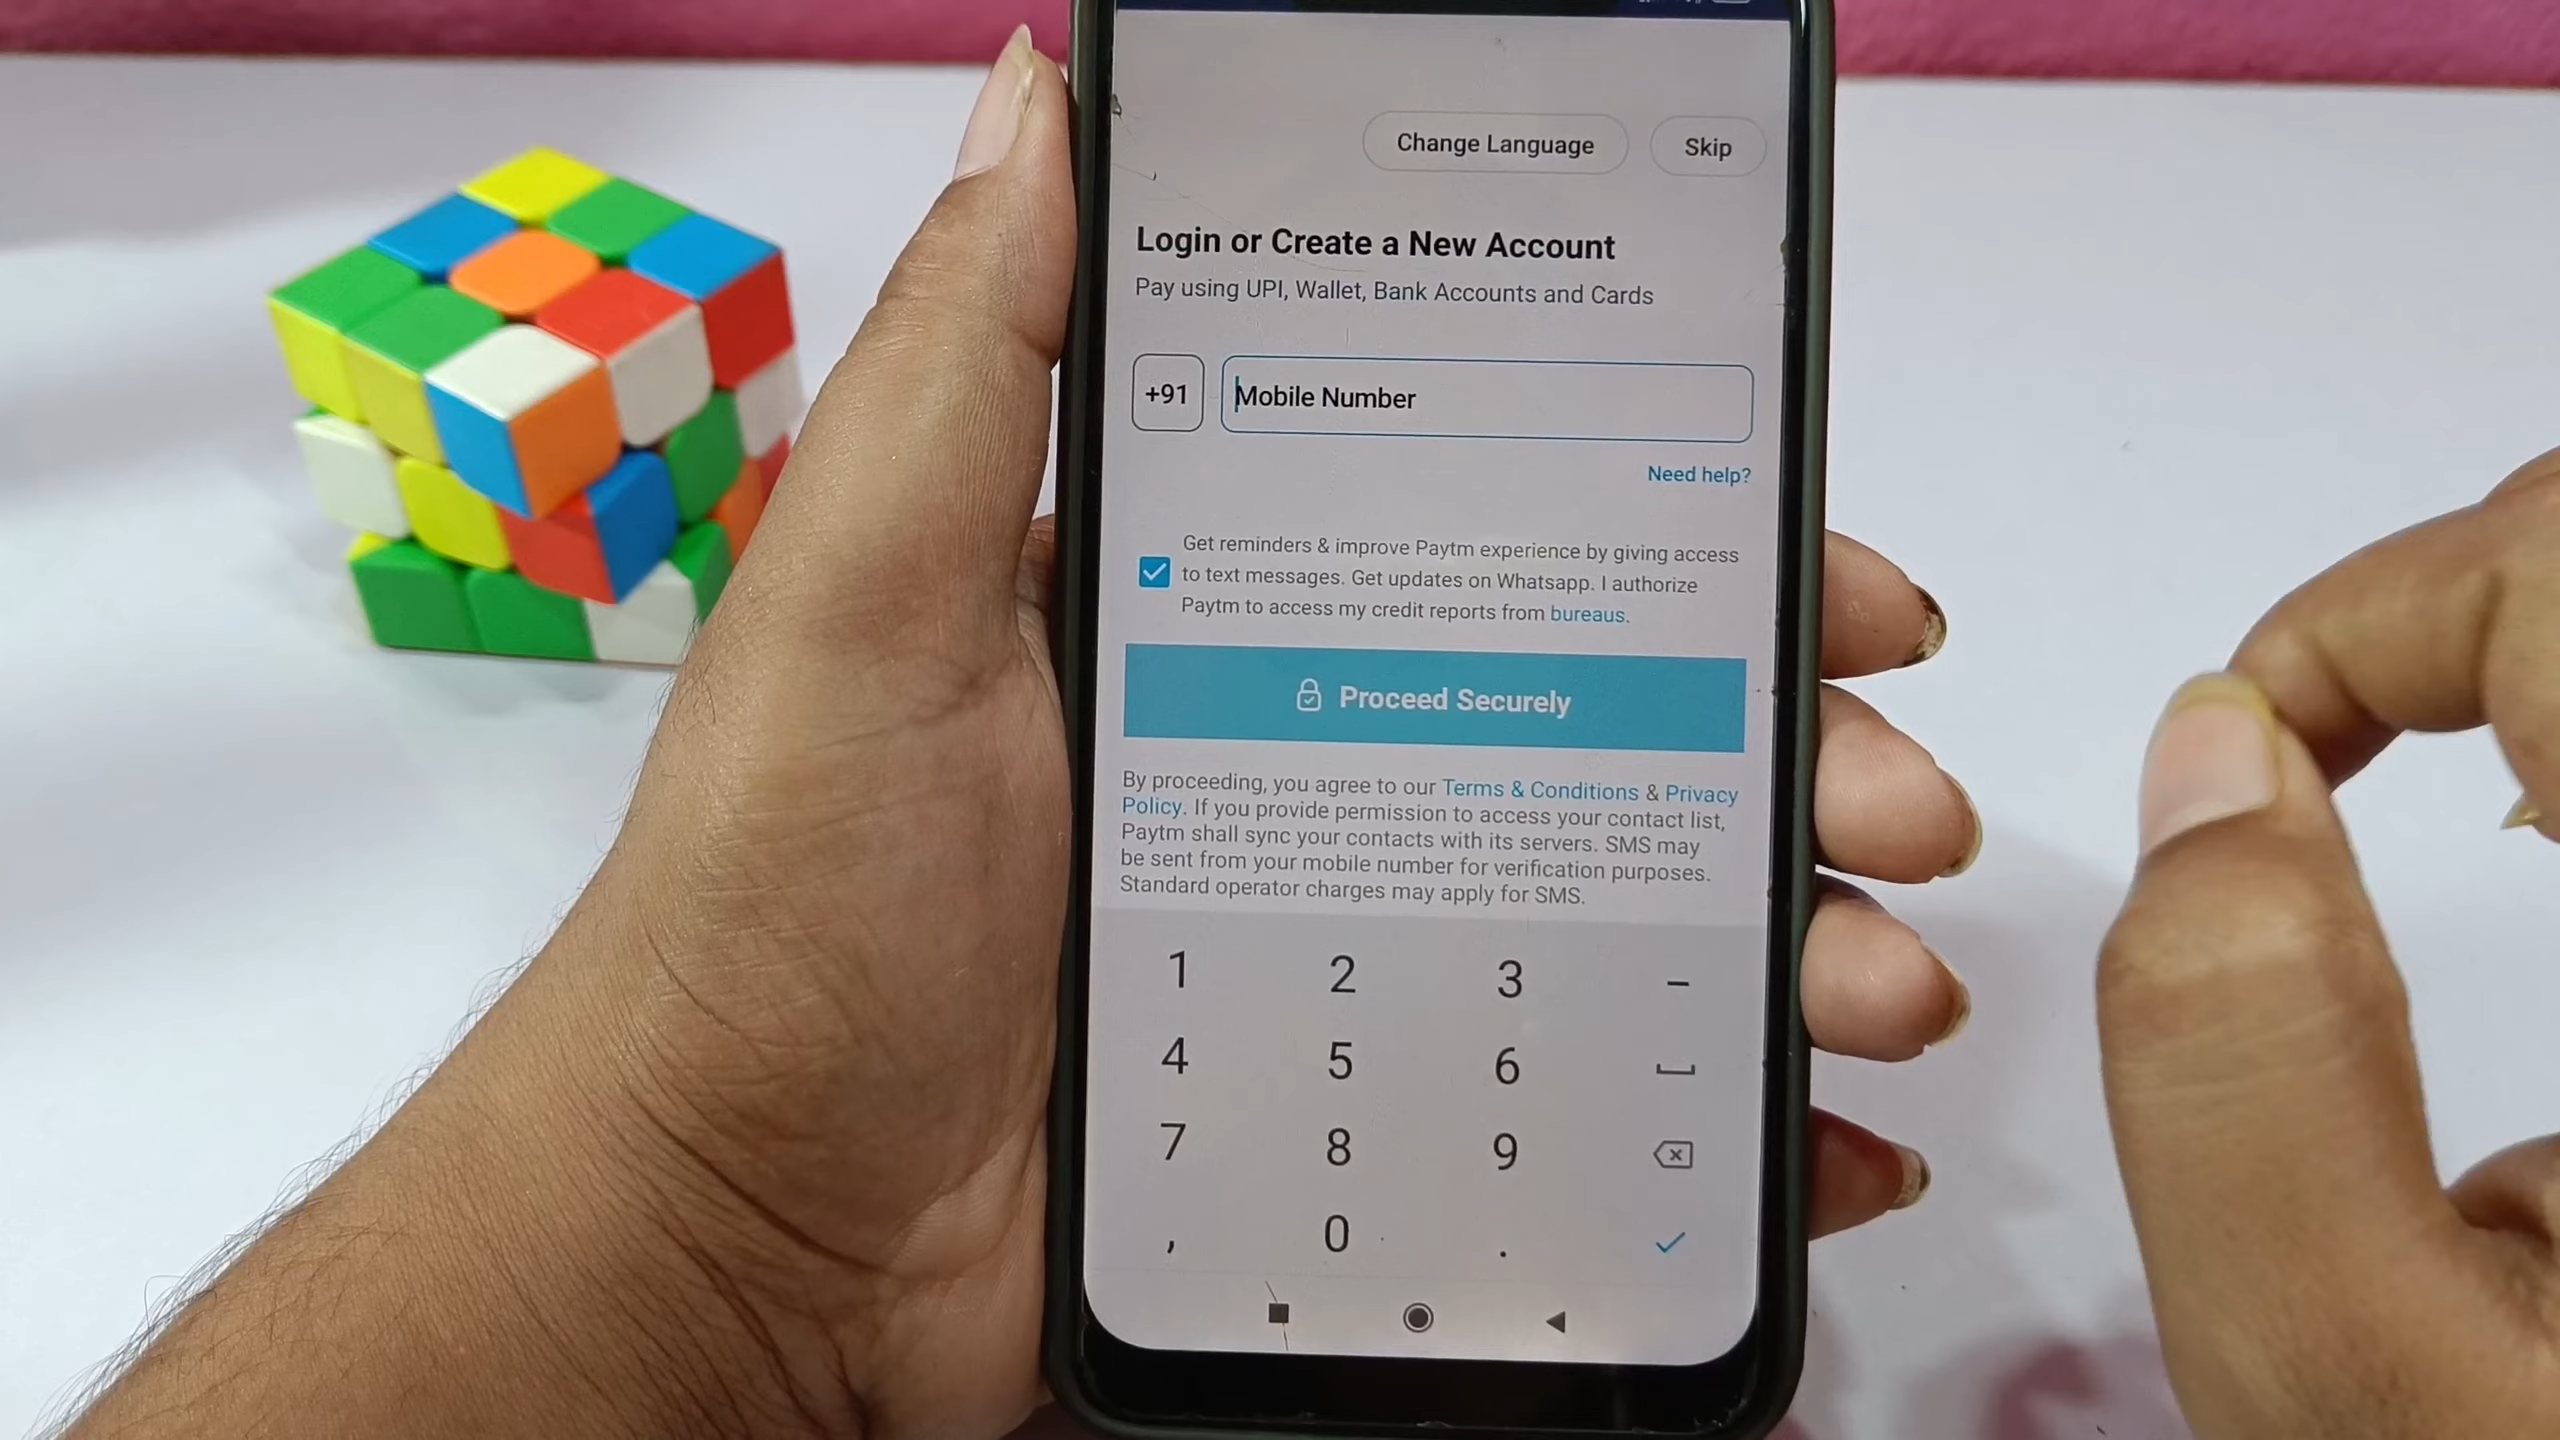 Change Language
Skip
Login or Create a New Account
Pay using UPI, Wallet, Bank Accounts and Cards
+91
Mobile Number
Need help?
Get reminders & improve Paytm experience by giving access
to text messages. Get updates on Whatsapp. I authorize
Paytm to access my credit reports from bureaus.
Proceed Securely
By proceeding, you agree to our Terms & Conditions & Privacy
Policy. If you provide permission to access your contact list,
Paytm shall sync your contacts with its servers. SMS may
be sent from your mobile number for verification purposes.
Standard operator charges may apply for SMS.
1 2 3 -
4 5 6
7 8 9
, 0 .